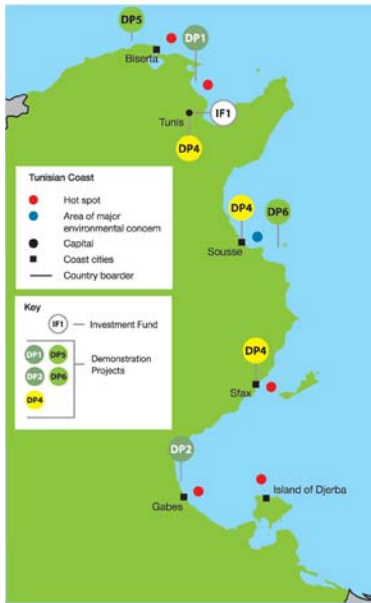 DP5
DP1
Biserta
IF1
Tunis
DP4
Tunisian Coast
Hot spot
Area of major
environmental concern
Capital
Coast cities
Country boarder
DP4
DP6
Sousse
Key
IF1 Investment Fund
DP1 DP5
Demonstration
Projects
DP2 DP6
DP4
DP4
Sfax
DP2
Gabes
Island of Djerba